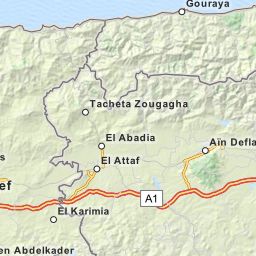 Gouraya
Tacheta Zougagha
El Abadia
Aïn Defla
El Attaf
ef
A1
El Karimia
en Abdelkader